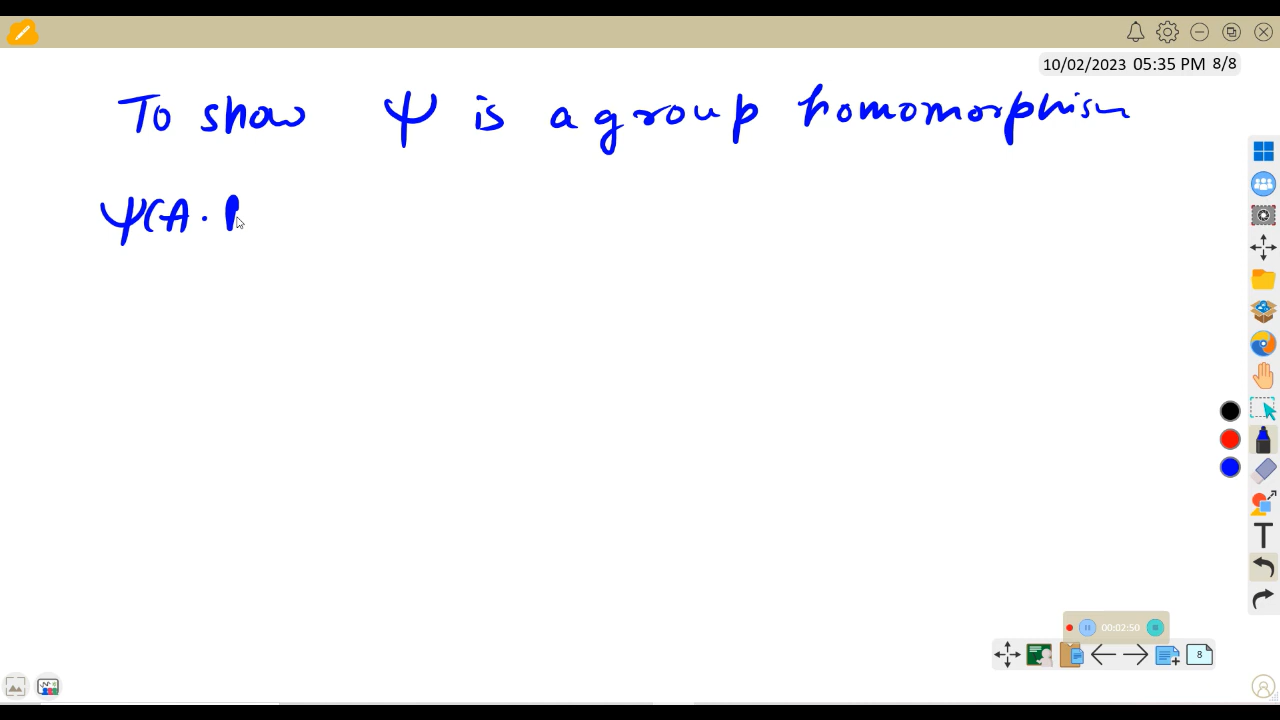 10/02/2023 05:35 PM 8/8
To show Ψ is a group homomorphism
Ψ(A ·
00:02:50
8